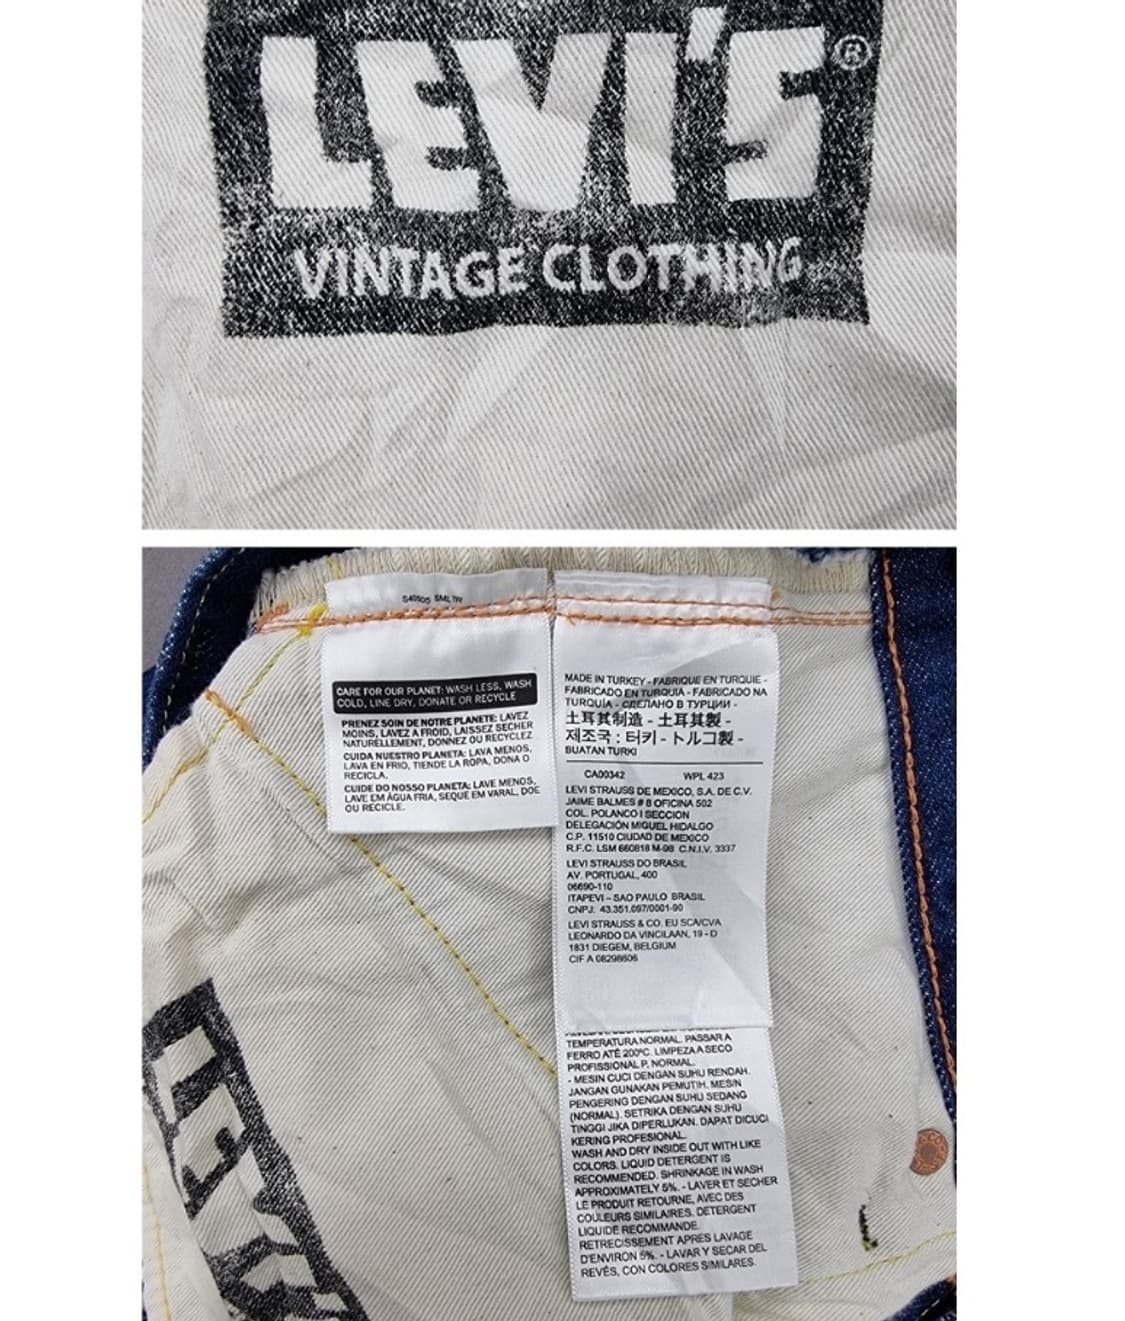 LEVI'S®
VINTAGE CLOTHING
S40905 SMLTR
CARE FOR OUR PLANET: WASH LESS, WASH
COLD, LINE DRY, DONATE OR RECYCLE
PRENEZ SOIN DE NOTRE PLANETE: LAVEZ
MOINS, LAVEZ A FROID, LAISSEZ SECHER
NATURELLEMENT, DONNEZ OU RECYCLEZ
CUIDA NUESTRO PLANETA: LAVA MENOS,
LAVA EN FRIO, TIENDE LA ROPA, DONA O
RECICLA.
CUIDE DO NOSSO PLANETA: LAVE MENOS,
LAVE EM ÁGUA FRIA, SEQUE EM VARAL, DOE
OU RECICLE.
MADE IN TURKEY - FABRIQUE EN TURQUIE -
FABRICADO EN TURQUIA - FABRICADO NA
TURQUÍA - СДЕЛАНО В ТУРЦИИ -
土耳其制造 - 土耳其製 -
제조국 : 터키 - トルコ製 -
BUATAN TURKI
CA00342 WPL 423
LEVI STRAUSS DE MEXICO, S.A. DE C.V.
JAIME BALMES # 8 OFICINA 502
COL. POLANCO I SECCION
DELEGACIÓN MIGUEL HIDALGO
C.P. 11510 CIUDAD DE MEXICO
R.F.C. LSM 660818 M-98 C.N.I.V. 3337
LEVI STRAUSS DO BRASIL
AV. PORTUGAL, 400
06690-110
ITAPEVI – SAO PAULO BRASIL
CNPJ: 43.351.097/0001-90
LEVI STRAUSS & CO. EU SCA/CVA
LEONARDO DA VINCILAAN, 19 - D
1831 DIEGEM, BELGIUM
CIF A 08298606
TEMPERATURA NORMAL. PASSAR A
FERRO ATÉ 200ºC. LIMPEZA A SECO
PROFISSIONAL P, NORMAL.
- MESIN CUCI DENGAN SUHU RENDAH.
JANGAN GUNAKAN PEMUTIH. MESIN
PENGERING DENGAN SUHU SEDANG
(NORMAL). SETRIKA DENGAN SUHU
TINGGI JIKA DIPERLUKAN. DAPAT DICUCI
KERING PROFESIONAL.
WASH AND DRY INSIDE OUT WITH LIKE
COLORS. LIQUID DETERGENT IS
RECOMMENDED. SHRINKAGE IN WASH
APPROXIMATELY 5%. - LAVER ET SECHER
LE PRODUIT RETOURNE, AVEC DES
COULEURS SIMILAIRES. DETERGENT
LIQUIDE RECOMMANDE.
RETRECISSEMENT APRES LAVAGE
D'ENVIRON 5%. - LAVAR Y SECAR DEL
REVÉS, CON COLORES SIMILARES.